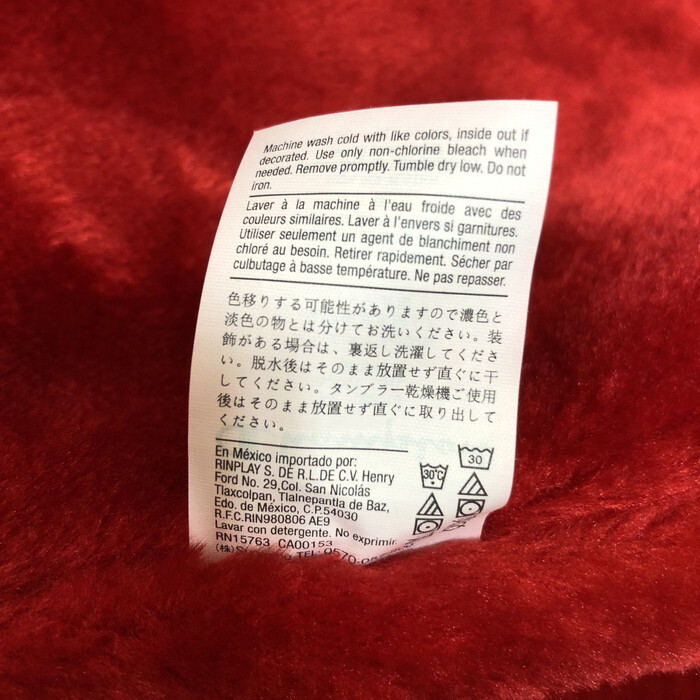 Machine wash cold with like colors, inside out if
decorated. Use only non-chlorine bleach when
needed. Remove promptly. Tumble dry low. Do not
iron.
Laver à la machine à l'eau froide avec des
couleurs similaires. Laver à l'envers si garnitures.
Utiliser seulement un agent de blanchiment non
chloré au besoin. Retirer rapidement. Sécher par
culbutage à basse température. Ne pas repasser.
色移りする可能性がありますので濃色と
淡色の物とは分けてお洗いください。装
飾がある場合は、裏返し洗濯してくださ
い。脱水後はそのまま放置せず直ぐに干
してください。タンブラー乾燥機ご使用
後はそのまま放置せず直ぐに取り出して
ください。
En México importado por:
RINPLAY S. DE R.L.DE C.V. Henry
Ford No. 29,Col. San Nicolás
Tlaxcolpan, Tlalnepantla de Baz,
Edo. de México, C.P.54030
R.F.C.RIN980806 AE9
Lavar con detergente. No exprimir.
RN15763 CA00153
(株)S TEL: 0570-0
30°C
30